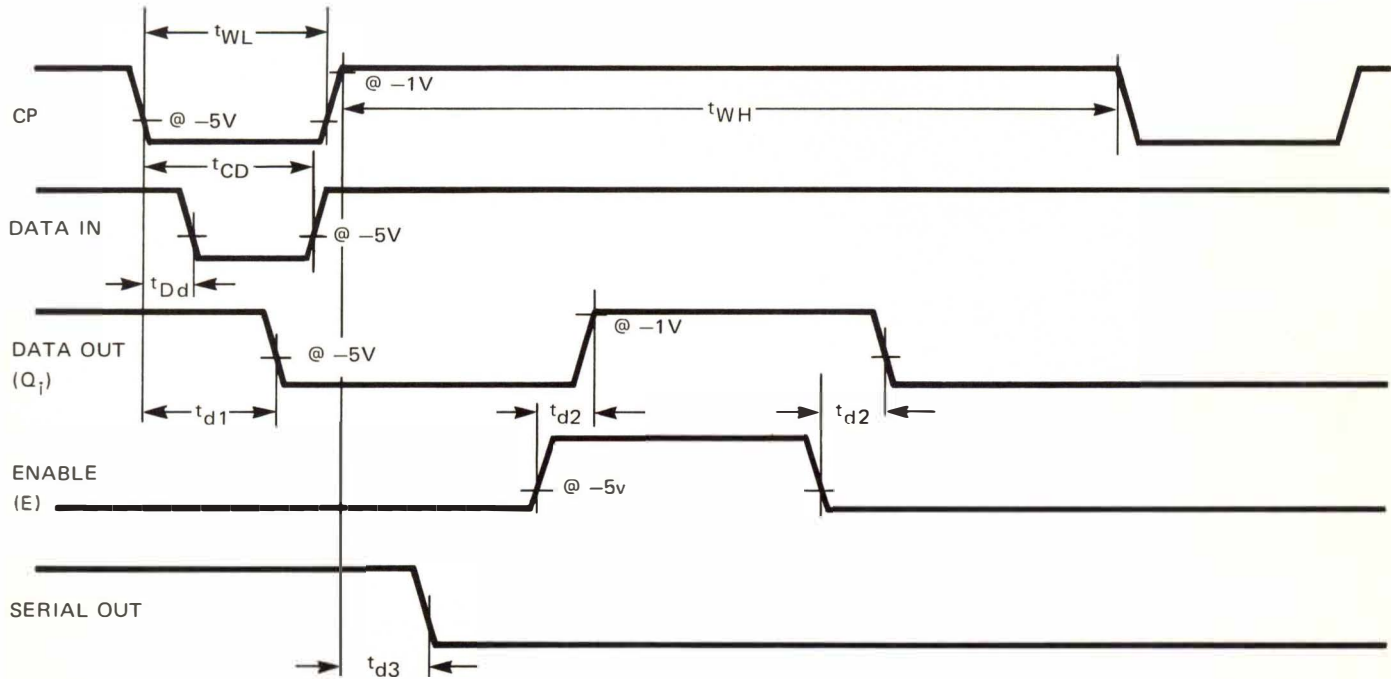 tWL
@ −1V
CP
@ −5V
tWH
tCD
DATA IN
@ −5V
tDd
@ −1V
DATA OUT
@ −5V
(Qi)
td1
td2
td2
ENABLE
@ −5v
(E)
SERIAL OUT
td3